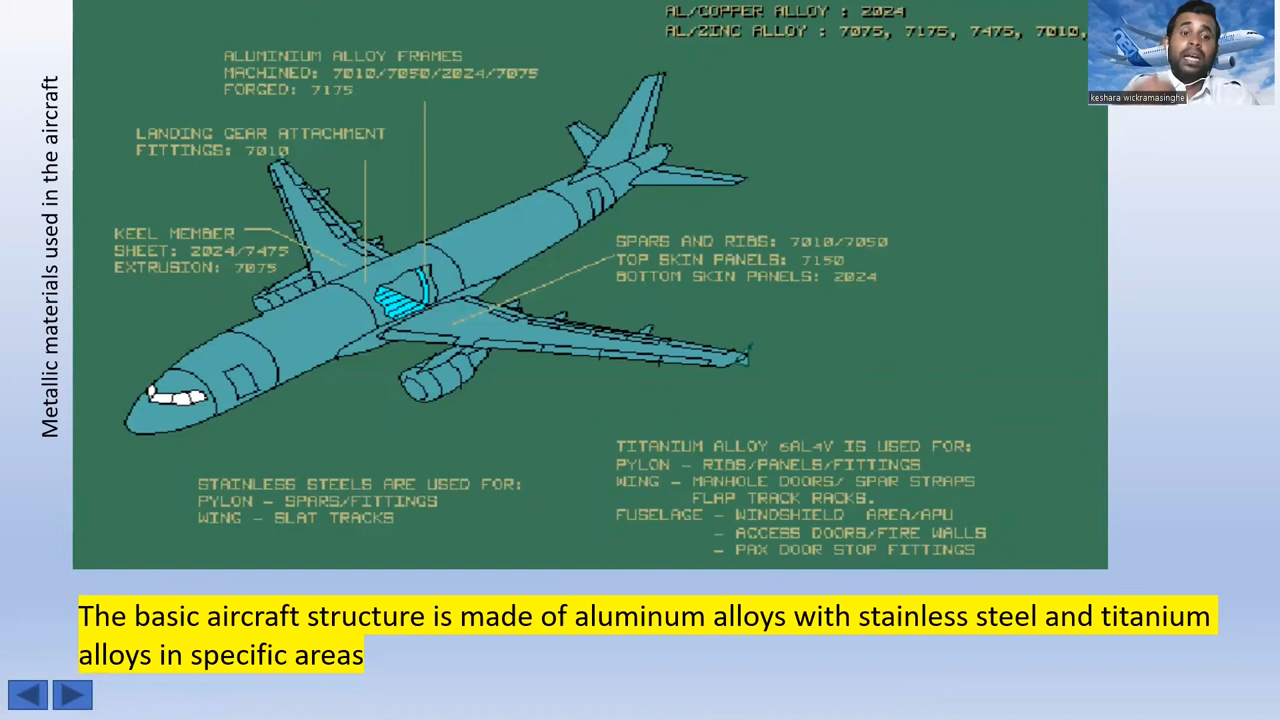 Metallic materials used in the aircraft
AL/COPPER ALLOY : 2024
AL/ZINC ALLOY : 7075, 7175, 7475, 7010,
keshara wickramasinghe
ALUMINIUM ALLOY FRAMES
MACHINED: 7010/7050/2024/7075
FORGED: 7175
LANDING GEAR ATTACHMENT
FITTINGS: 7010
KEEL MEMBER
SHEET: 2024/7475
EXTRUSION: 7075
SPARS AND RIBS: 7010/7050
TOP SKIN PANELS: 7150
BOTTOM SKIN PANELS: 2024
STAINLESS STEELS ARE USED FOR:
PYLON - SPARS/FITTINGS
WING - SLAT TRACKS
TITANIUM ALLOY 6AL4V IS USED FOR:
PYLON - RIBS/PANELS/FITTINGS
WING - MANHOLE DOORS/ SPAR STRAPS
FLAP TRACK RACKS.
FUSELAGE - WINDSHIELD AREA/APU
- ACCESS DOORS/FIRE WALLS
- PAX DOOR STOP FITTINGS
The basic aircraft structure is made of aluminum alloys with stainless steel and titanium
alloys in specific areas